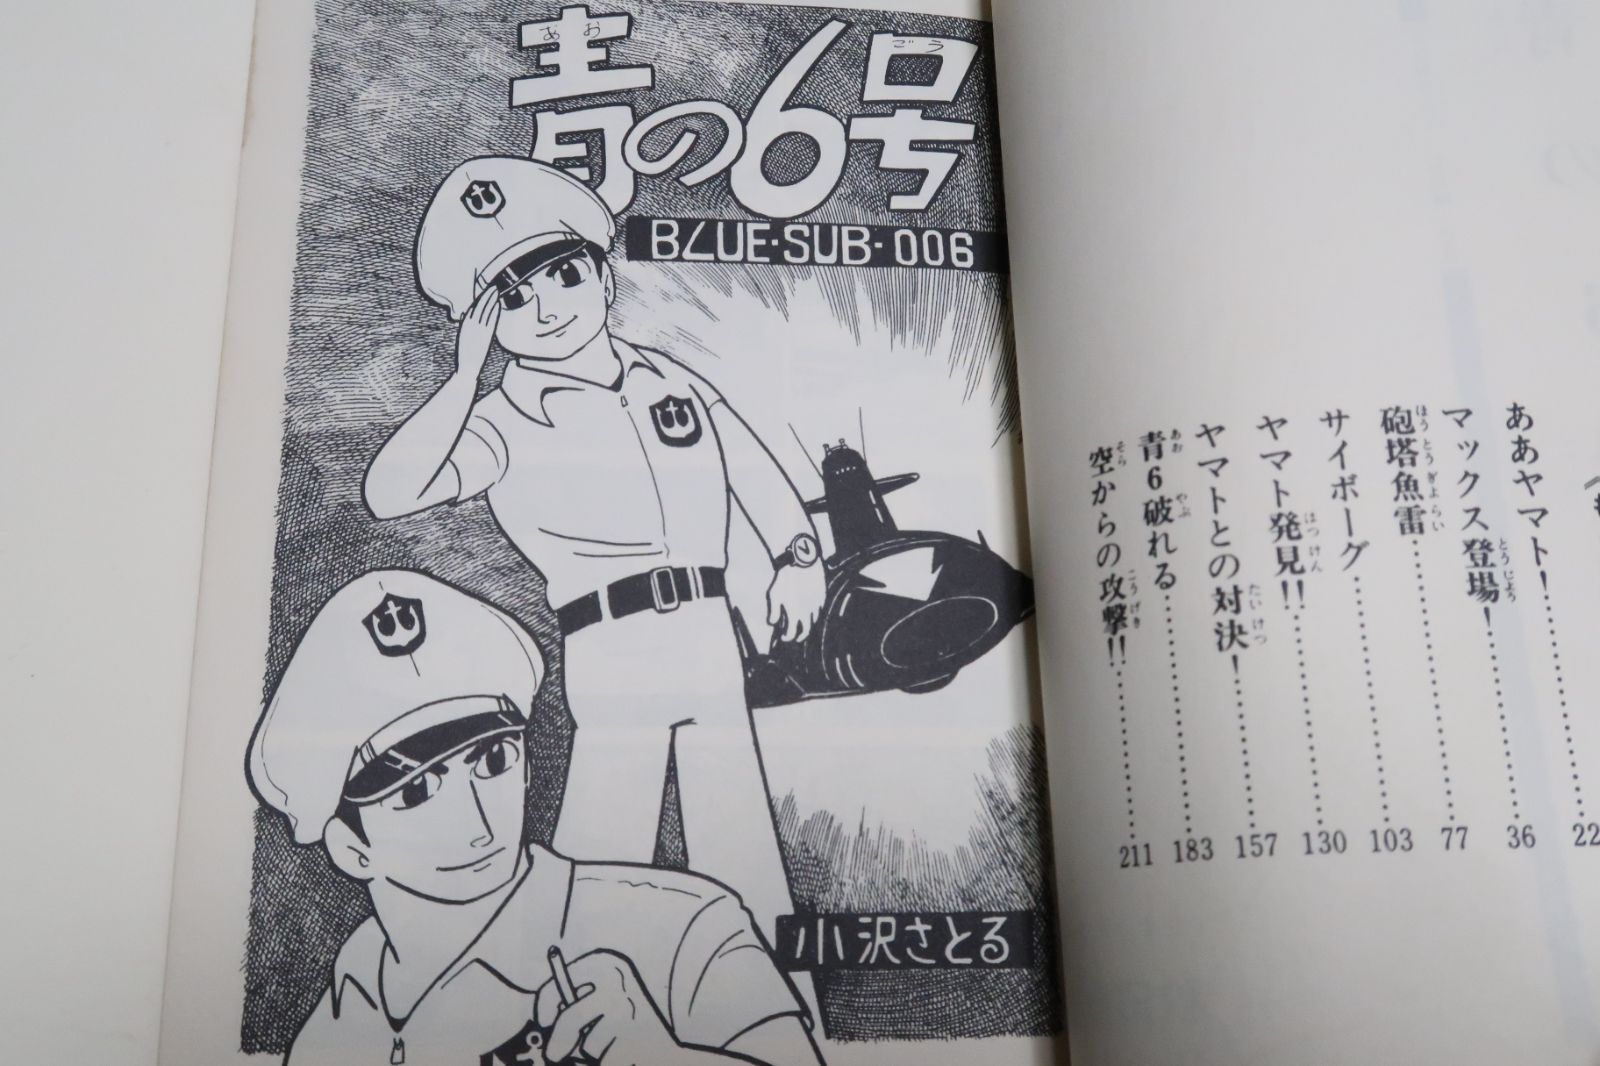 青の6号
あお
ごう
BLUE・SUB-006
小沢さとる
ああヤマト!……22
マックス登場!……36
とうじょう
砲塔魚雷……77
ほうとうぎょらい
サイボーグ……103
ヤマト発見!!……130
はっけん
ヤマトとの対決!……157
たいけつ
青6破れる……183
あお やぶ
空からの攻撃!!……211
そら こうげき